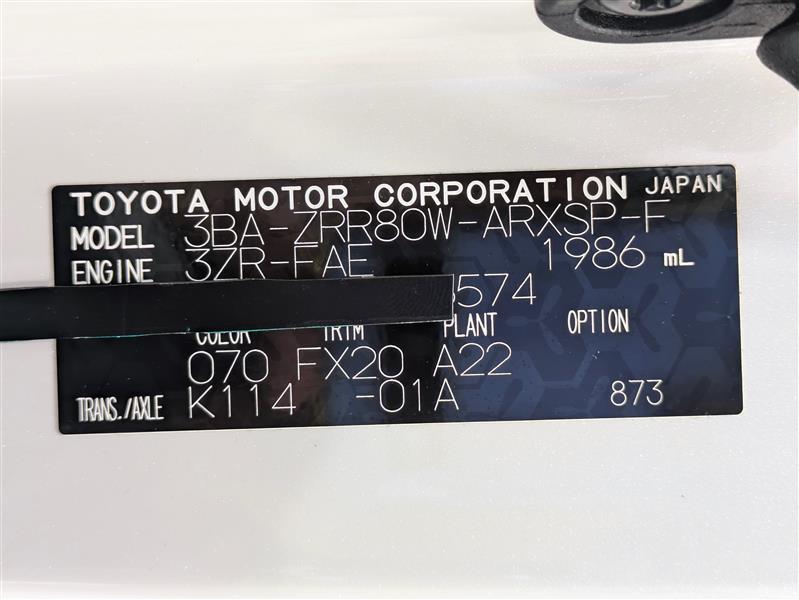 TOYOTA MOTOR CORPORATION JAPAN
MODEL 3BA-ZRR80W-ARXSP-F
ENGINE 3ZR-FAE 1986 mL
574
COLOR TRIM PLANT OPTION
070 FX20 A22
TRANS./AXLE K114 -01A 873